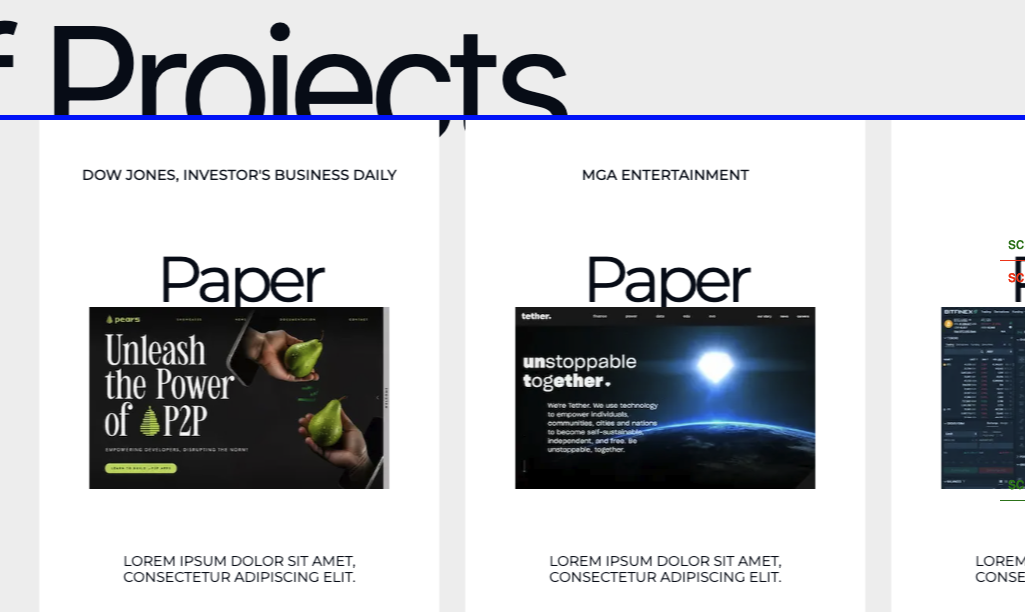 f Projects
DOW JONES, INVESTOR'S BUSINESS DAILY
MGA ENTERTAINMENT
SC
SC
Paper
Paper
pears
Unleash
the Power
of P2P
EMPOWERING DEVELOPERS, DISRUPTING THE NORM!
tether.
unstoppable
together.
We're Tether. We use technology
to empower individuals,
communities, cities and nations
to become self-sustainable,
independent, and free. Be
unstoppable, together.
BITFINEX
SC
LOREM IPSUM DOLOR SIT AMET,
CONSECTETUR ADIPISCING ELIT.
LOREM IPSUM DOLOR SIT AMET,
CONSECTETUR ADIPISCING ELIT.
LOREM
CONSE